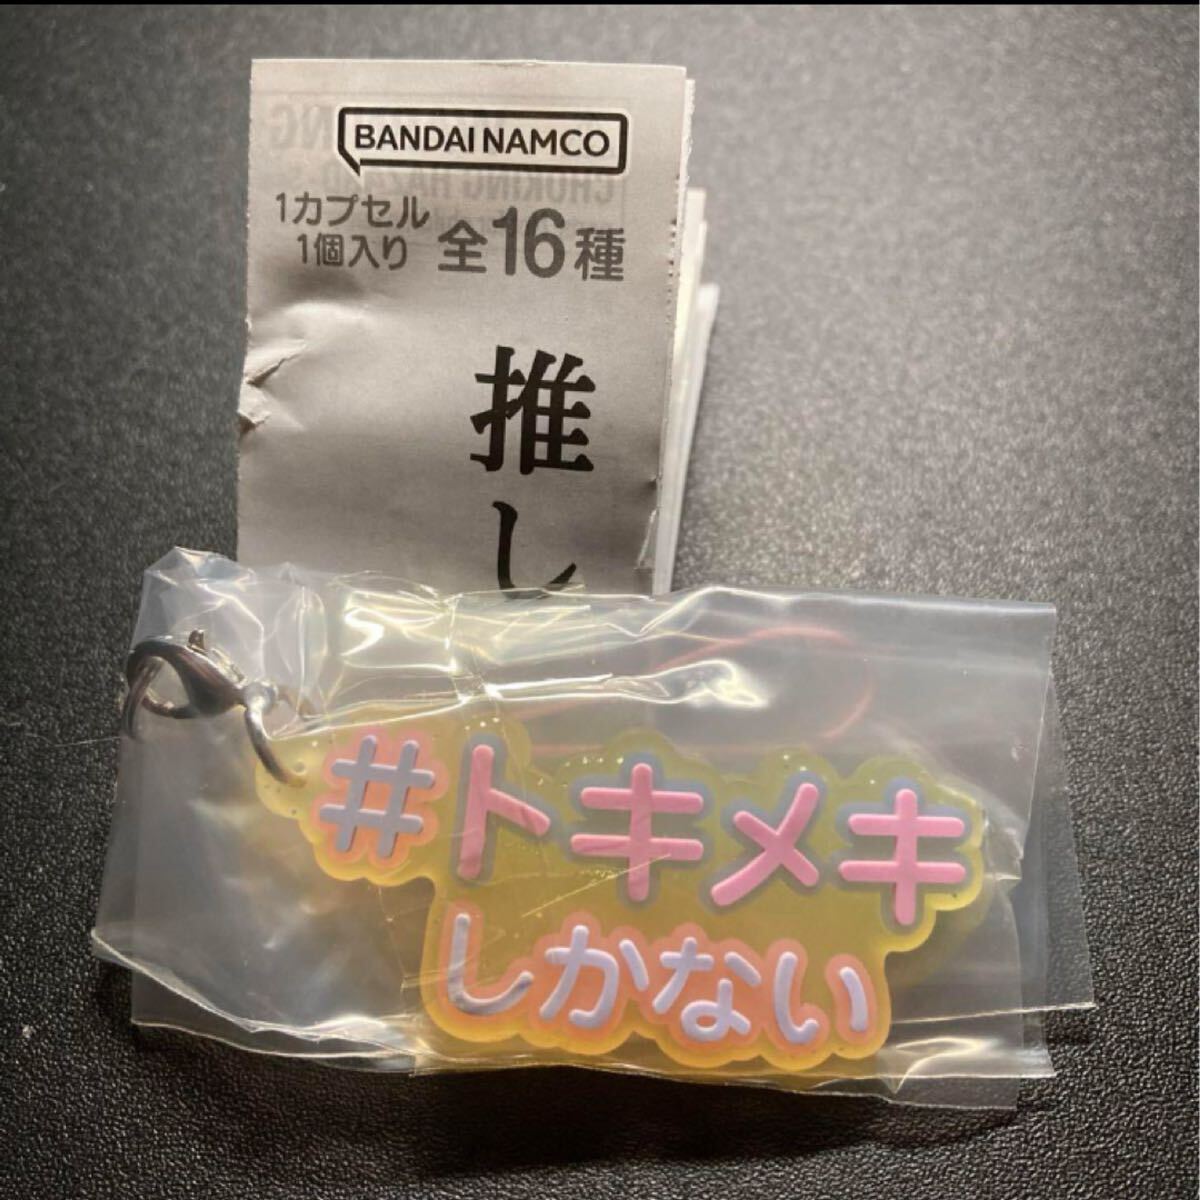 BANDAI NAMCO
1カプセル
1個入り
全16種
推し
#トキメキ
しかない